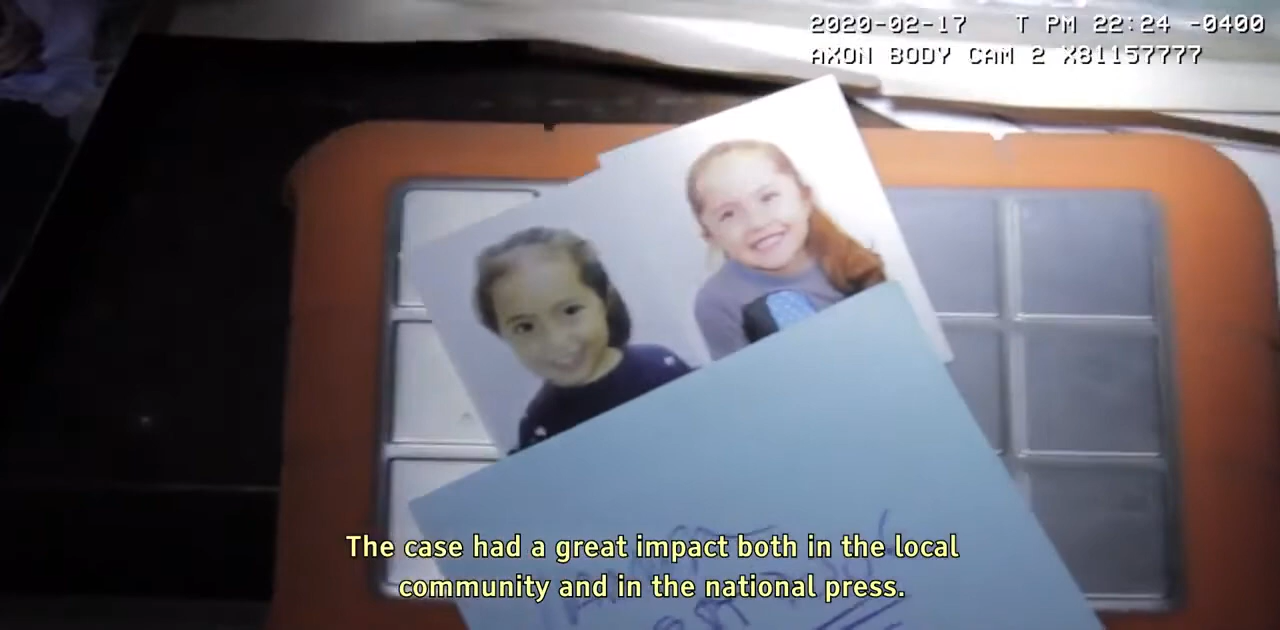 2020-02-17 T PM 22:24 -0400
AXON BODY CAM 2 X81157777
The case had a great impact both in the local
community and in the national press.